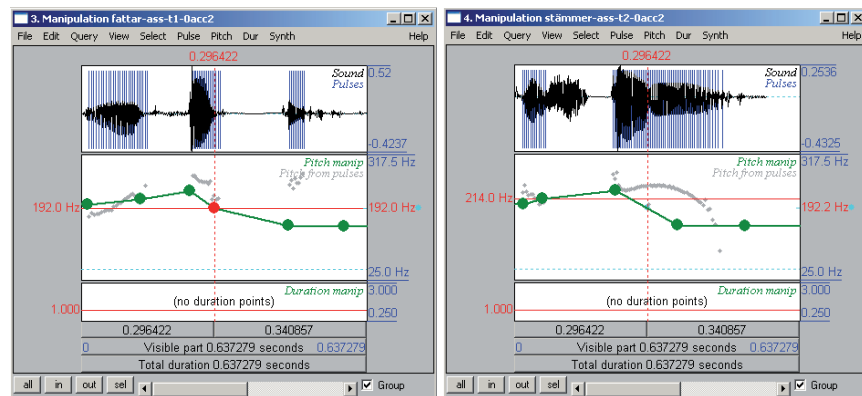 3. Manipulation fattar-ass-t1-0acc2
File Edit Query View Select Pulse Pitch Dur Synth Help
0.296422
Sound 0.52
Pulses
-0.4237
Pitch manip 317.5 Hz
Pitch from pulses
192.0 Hz 192.0 Hz
25.0 Hz
Duration manip 3.000
(no duration points)
1.000 0.250
0.296422 0.340857
0 Visible part 0.637279 seconds 0.637279
Total duration 0.637279 seconds
all in out sel Group
4. Manipulation stämmer-ass-t2-0acc2
File Edit Query View Select Pulse Pitch Dur Synth Help
0.296422
Sound 0.2536
Pulses
-0.4325
Pitch manip 317.5 Hz
Pitch from pulses
214.0 Hz 192.2 Hz
25.0 Hz
Duration manip 3.000
(no duration points)
1.000 0.250
0.296422 0.340857
0 Visible part 0.637279 seconds 0.637279
Total duration 0.637279 seconds
all in out sel Group